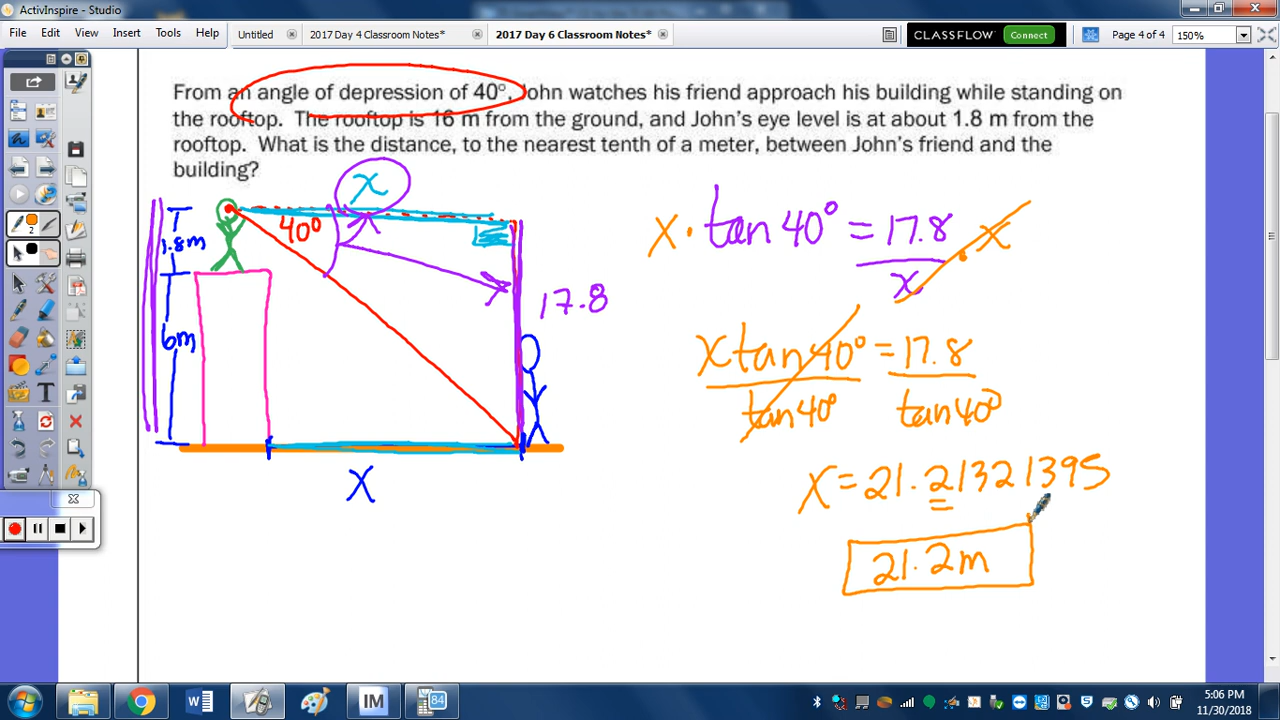 ActivInspire - Studio
File Edit View Insert Tools Help
Untitled
2017 Day 4 Classroom Notes*
2017 Day 6 Classroom Notes*
CLASSFLOW Connect
Page 4 of 4
150%
From an angle of depression of 40°, John watches his friend approach his building while standing on
the rooftop. The rooftop is 16 m from the ground, and John's eye level is at about 1.8 m from the
rooftop. What is the distance, to the nearest tenth of a meter, between John's friend and the
building?
x
40°
1.8m
6m
17.8
x
x · tan 40° = 17.8 · x
x
x tan 40° = 17.8
tan 40° tan 40°
x = 21.21321395
21.2m
2
T
W
IM
84
5:06 PM
11/30/2018